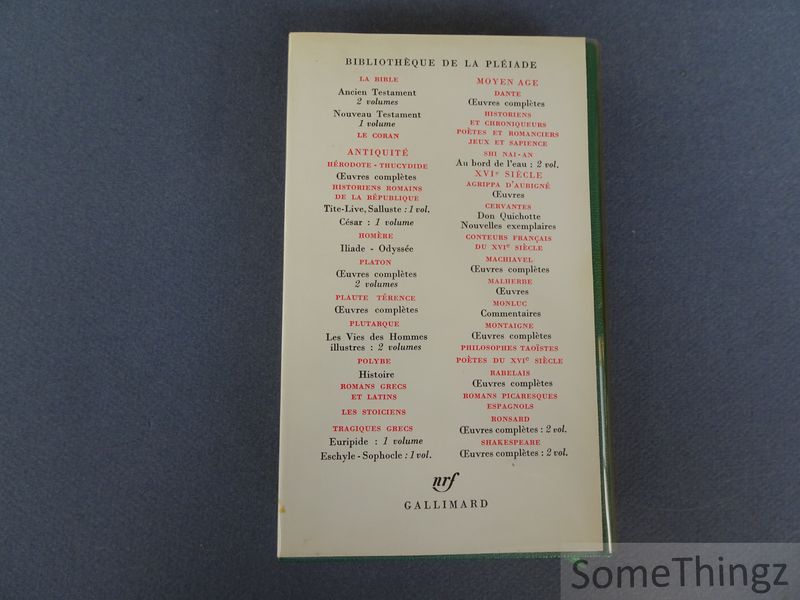 BIBLIOTHÈQUE DE LA PLÉIADE
LA BIBLE
Ancien Testament
2 volumes
Nouveau Testament
1 volume
LE CORAN
ANTIQUITÉ
HÉRODOTE - THUCYDIDE
Œuvres complètes
HISTORIENS ROMAINS
DE LA RÉPUBLIQUE
Tite-Live, Salluste : 1 vol.
César : 1 volume
HOMÈRE
Iliade - Odyssée
PLATON
Œuvres complètes
2 volumes
PLAUTE TÉRENCE
Œuvres complètes
PLUTARQUE
Les Vies des Hommes
illustres : 2 volumes
POLYBE
Histoire
ROMANS GRECS
ET LATINS
LES STOICIENS
TRAGIQUES GRECS
Euripide : 1 volume
Eschyle - Sophocle : 1 vol.
MOYEN AGE
DANTE
Œuvres complètes
HISTORIENS
ET CHRONIQUEURS
POÈTES ET ROMANCIERS
JEUX ET SAPIENCE
SHI NAI-AN
Au bord de l'eau : 2 vol.
XVIe SIÈCLE
AGRIPPA D'AUBIGNÉ
Œuvres
CERVANTES
Don Quichotte
Nouvelles exemplaires
CONTEURS FRANÇAIS
DU XVIe SIÈCLE
MACHIAVEL
Œuvres complètes
MALHERBE
Œuvres
MONLUC
Commentaires
MONTAIGNE
Œuvres complètes
PHILOSOPHES TAOÏSTES
POÈTES DU XVIe SIÈCLE
RABELAIS
Œuvres complètes
ROMANS PICARESQUES
ESPAGNOLS
RONSARD
Œuvres complètes : 2 vol.
SHAKESPEARE
Œuvres complètes : 2 vol.
nrf
GALLIMARD
SomeThingz